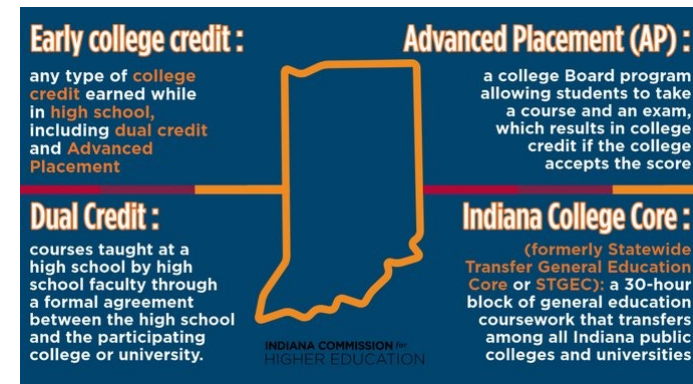 Early college credit :
any type of college
credit earned while
in high school,
including dual credit
and Advanced
Placement
Advanced Placement (AP) :
a college Board program
allowing students to take
a course and an exam,
which results in college
credit if the college
accepts the score
Dual Credit :
courses taught at a
high school by high
school faculty through
a formal agreement
between the high school
and the participating
college or university.
Indiana College Core :
(formerly Statewide
Transfer General Education
Core or STGEC): a 30-hour
block of general education
coursework that transfers
among all Indiana public
colleges and universities
INDIANA COMMISSION for
HIGHER EDUCATION